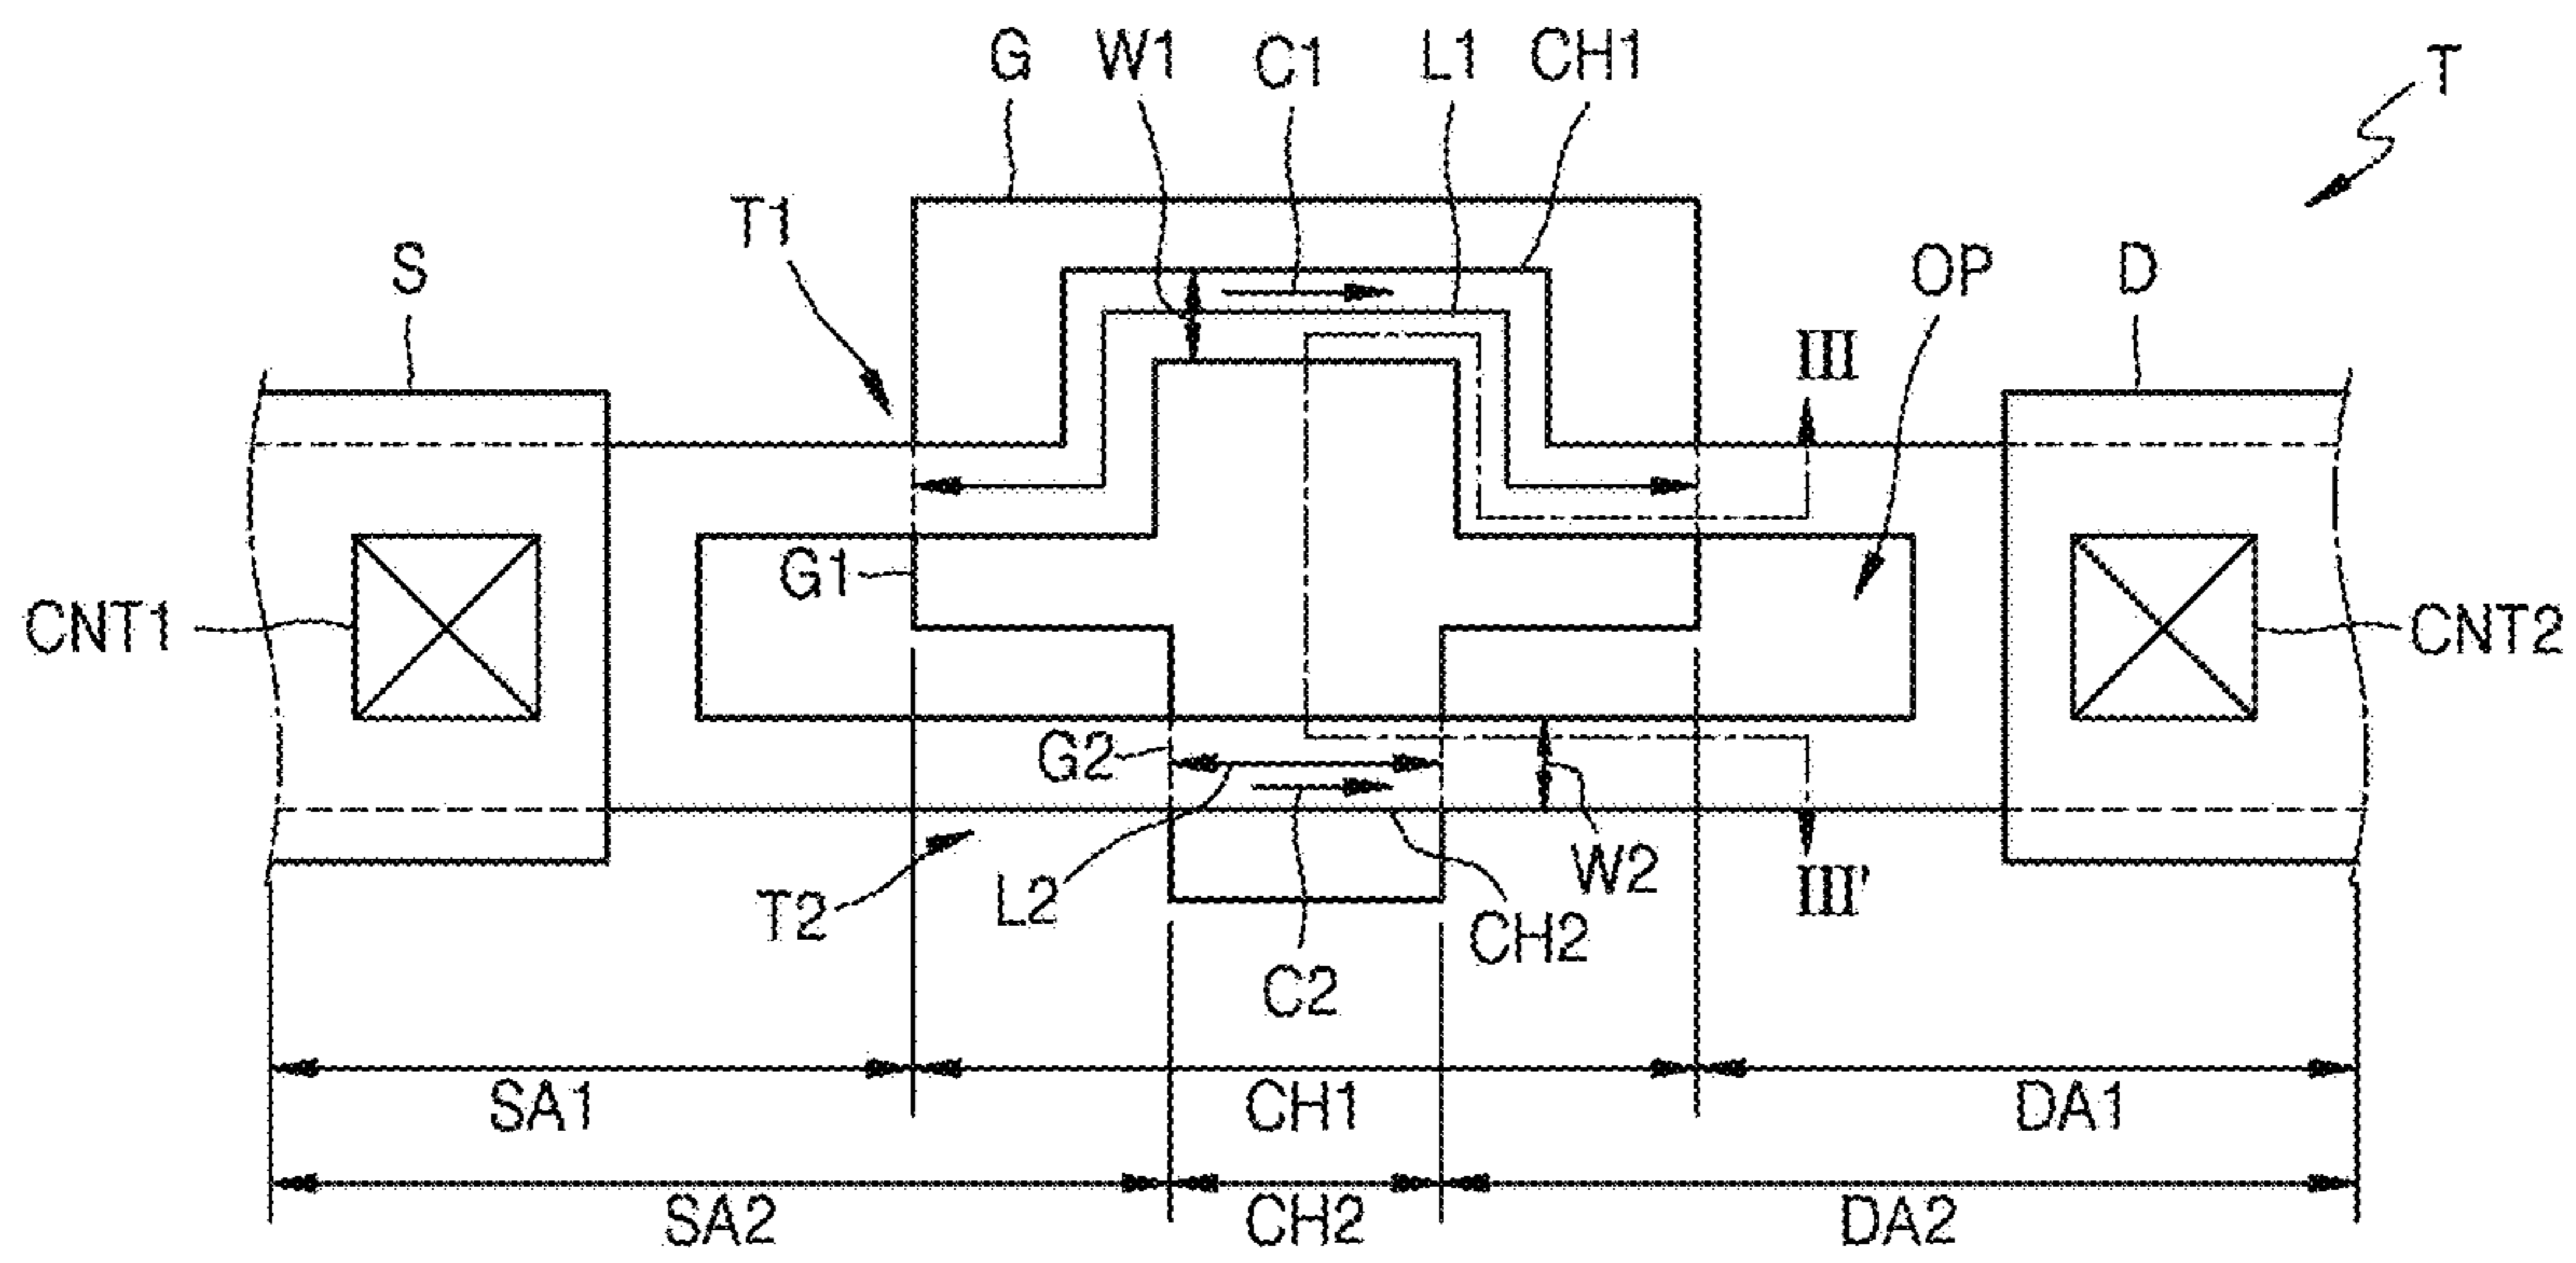 G W1 C1 L1 CH1 T
T1
S OP D
III
G1
CNT1 CNT2
G2
W2
T2 L2 III'
CH2
C2
SA1 CH1 DA1
SA2 CH2 DA2